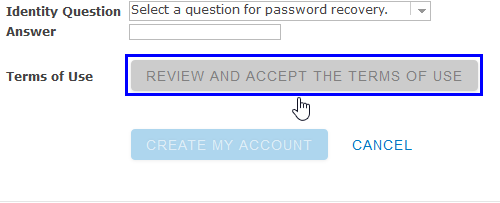 Identity Question Select a question for password recovery.
Answer
Terms of Use REVIEW AND ACCEPT THE TERMS OF USE
CREATE MY ACCOUNT CANCEL